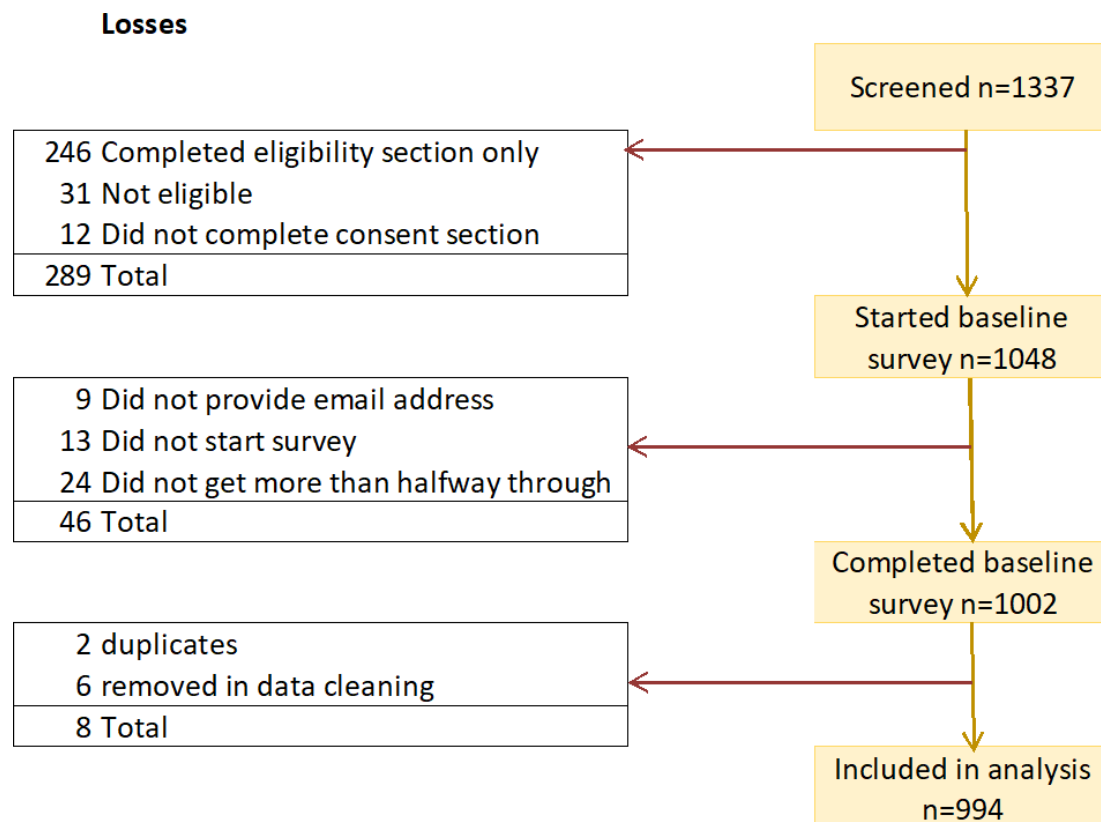 Losses
Screened n=1337
246 Completed eligibility section only
31 Not eligible
12 Did not complete consent section
289 Total
Started baseline
survey n=1048
9 Did not provide email address
13 Did not start survey
24 Did not get more than halfway through
46 Total
Completed baseline
survey n=1002
2 duplicates
6 removed in data cleaning
8 Total
Included in analysis
n=994